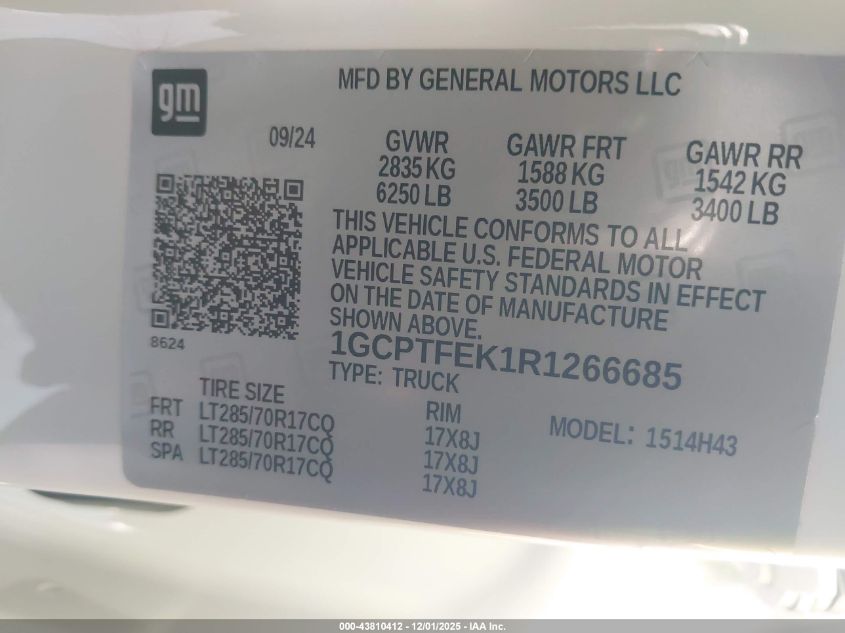 gm
MFD BY GENERAL MOTORS LLC
09/24
GVWR
2835 KG
6250 LB
GAWR FRT
1588 KG
3500 LB
GAWR RR
1542 KG
3400 LB
THIS VEHICLE CONFORMS TO ALL
APPLICABLE U.S. FEDERAL MOTOR
VEHICLE SAFETY STANDARDS IN EFFECT
ON THE DATE OF MANUFACTURE
SHOWN ABOVE.
8624
1GCPTFEK1R1266685
TYPE: TRUCK
TIRE SIZE
RIM
FRT LT285/70R17CQ 17X8J
RR LT285/70R17CQ 17X8J
SPA LT285/70R17CQ 17X8J
MODEL: 1514H43
000-43810412 - 12/01/2025 - IAA Inc.